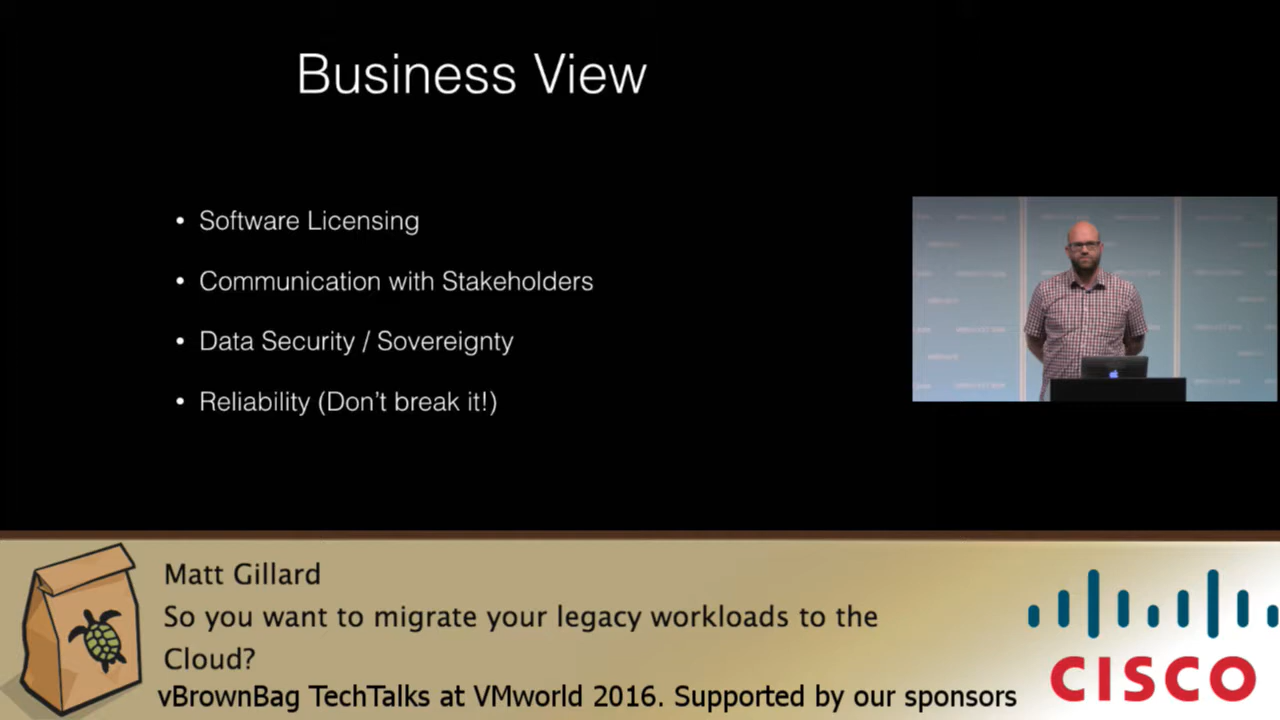 Business View
• Software Licensing
• Communication with Stakeholders
• Data Security / Sovereignty
• Reliability (Don't break it!)
Matt Gillard
So you want to migrate your legacy workloads to the
Cloud?
vBrownBag TechTalks at VMworld 2016. Supported by our sponsors
CISCO